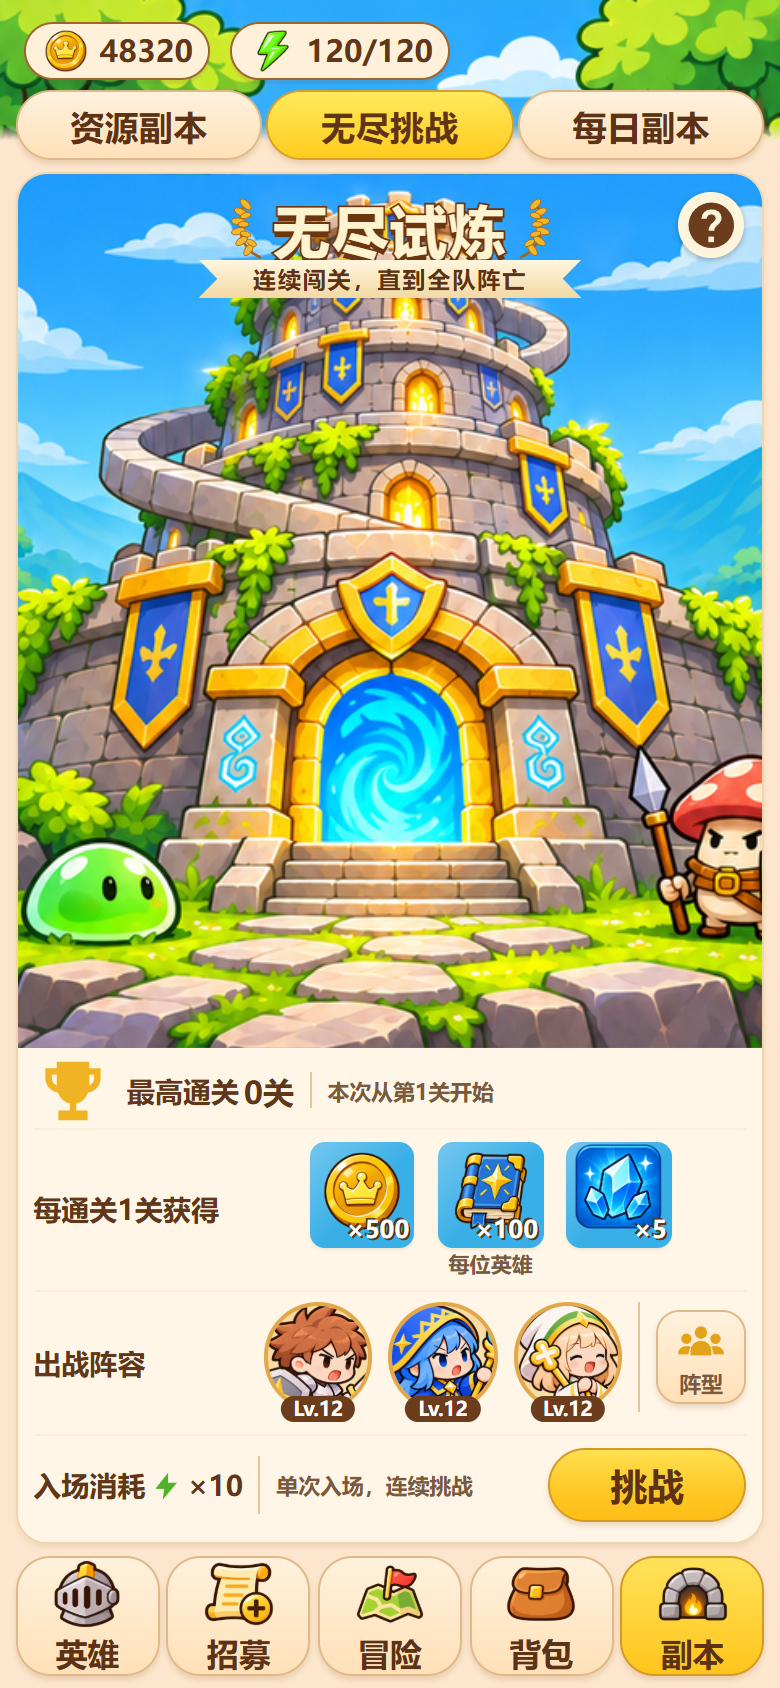 48320 120/120
资源副本 无尽挑战 每日副本
无尽试炼 ?
连续闯关，直到全队阵亡
最高通关0关 本次从第1关开始
每通关1关获得 ×500 ×100 ×5
每位英雄
出战阵容 Lv.12 Lv.12 Lv.12 阵型
入场消耗 ×10 单次入场，连续挑战 挑战
英雄 招募 冒险 背包 副本